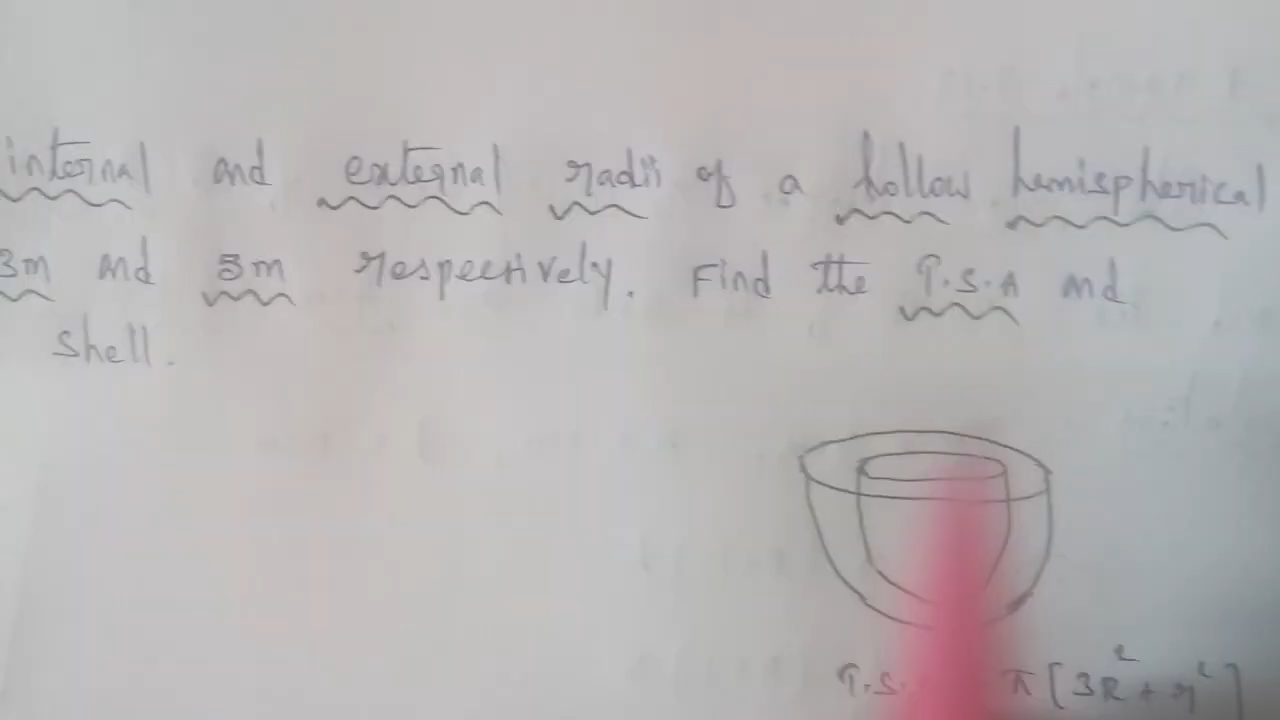 internal and external radii of a hollow hemispherical
3m and 5m respectively. Find the T.S.A and
shell.
T.S. π[3R²+r²]